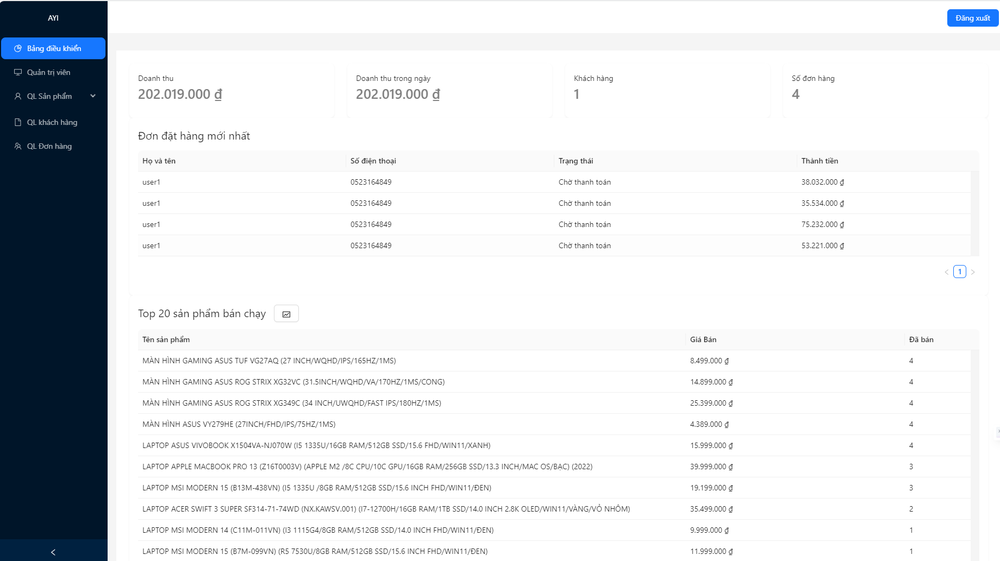 AYI
Đăng xuất
Bảng điều khiển
Quản trị viên
QL Sản phẩm
QL khách hàng
QL Đơn hàng
Doanh thu
202.019.000 ₫
Doanh thu trong ngày
202.019.000 ₫
Khách hàng
1
Số đơn hàng
4
Đơn đặt hàng mới nhất
Họ và tên Số điện thoại Trạng thái Thành tiền
user1 0523164849 Chờ thanh toán 38.032.000 ₫
user1 0523164849 Chờ thanh toán 35.534.000 ₫
user1 0523164849 Chờ thanh toán 75.232.000 ₫
user1 0523164849 Chờ thanh toán 53.221.000 ₫
1
Top 20 sản phẩm bán chạy
Tên sản phẩm Giá Bán Đã bán
MÀN HÌNH GAMING ASUS TUF VG27AQ (27 INCH/WQHD/IPS/165HZ/1MS) 8.499.000 ₫ 4
MÀN HÌNH GAMING ASUS ROG STRIX XG32VC (31.5INCH/WQHD/VA/170HZ/1MS/CONG) 14.899.000 ₫ 4
MÀN HÌNH GAMING ASUS ROG STRIX XG349C (34 INCH/UWQHD/FAST IPS/180HZ/1MS) 25.399.000 ₫ 4
MÀN HÌNH ASUS VY279HE (27INCH/FHD/IPS/75HZ/1MS) 4.389.000 ₫ 4
LAPTOP ASUS VIVOBOOK X1504VA-NJ070W (I5 1335U/16GB RAM/512GB SSD/15.6 FHD/WIN11/XANH) 15.999.000 ₫ 4
LAPTOP APPLE MACBOOK PRO 13 (Z16T0003V) (APPLE M2 /8C CPU/10C GPU/16GB RAM/256GB SSD/13.3 INCH/MAC OS/BẠC) (2022) 39.999.000 ₫ 3
LAPTOP MSI MODERN 15 (B13M-438VN) (I5 1335U /8GB RAM/512GB SSD/15.6 INCH FHD/WIN11/ĐEN) 19.199.000 ₫ 3
LAPTOP ACER SWIFT 3 SUPER SF314-71-74WD (NX.KAWSV.001) (I7-12700H/16GB RAM/1TB SSD/14.0 INCH 2.8K OLED/WIN11/VÀNG/VỎ NHÔM) 35.499.000 ₫ 2
LAPTOP MSI MODERN 14 (C11M-011VN) (I3 1115G4/8GB RAM/512GB SSD/14.0 INCH FHD/WIN11/ĐEN) 9.999.000 ₫ 1
LAPTOP MSI MODERN 15 (B7M-099VN) (R5 7530U/8GB RAM/512GB SSD/15.6 INCH FHD/WIN11/ĐEN) 11.999.000 ₫ 1